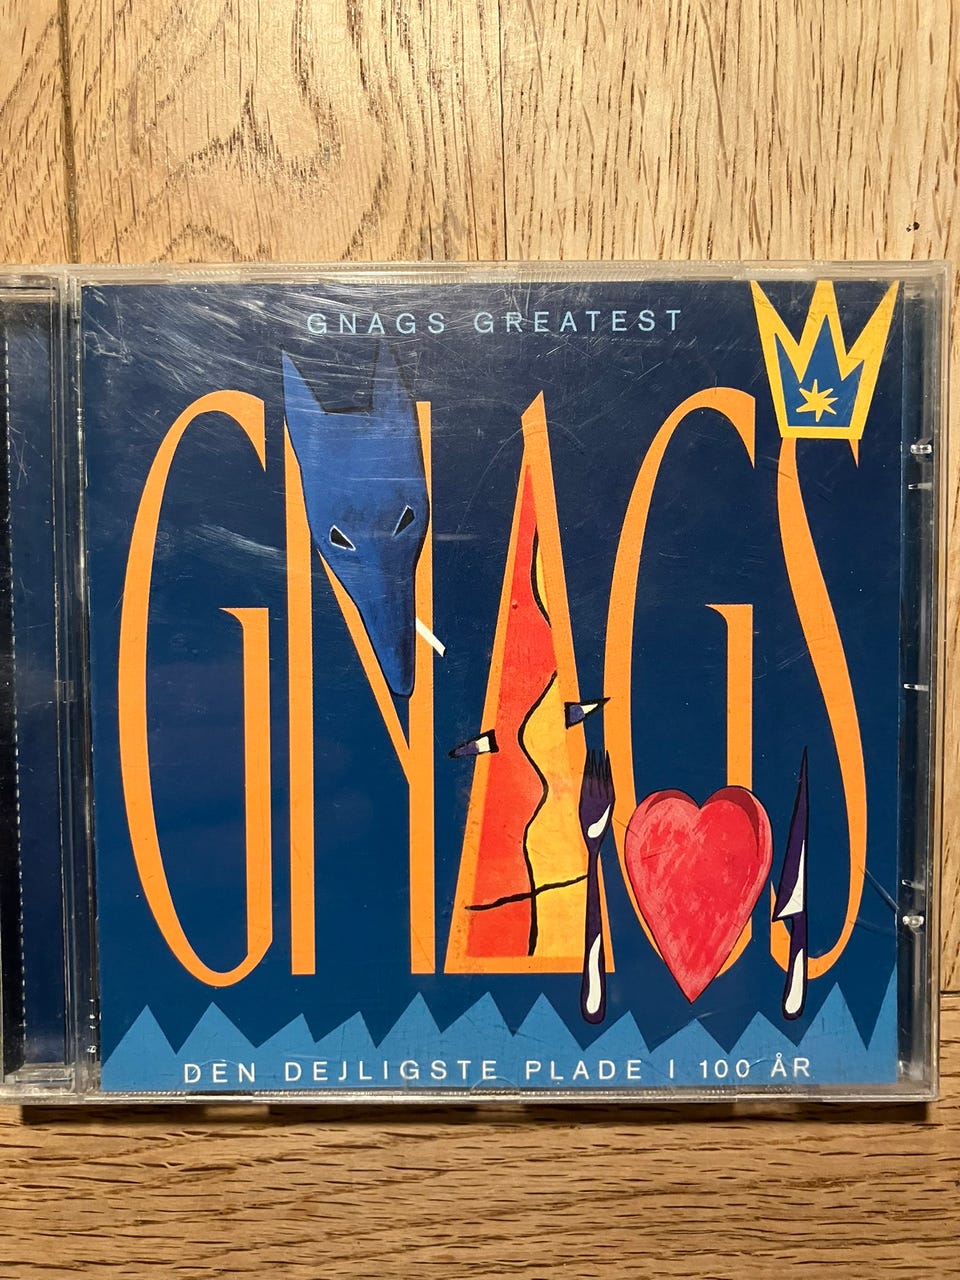 GNAGS GREATEST
GNAGS
DEN DEJLIGSTE PLADE I 100 ÅR